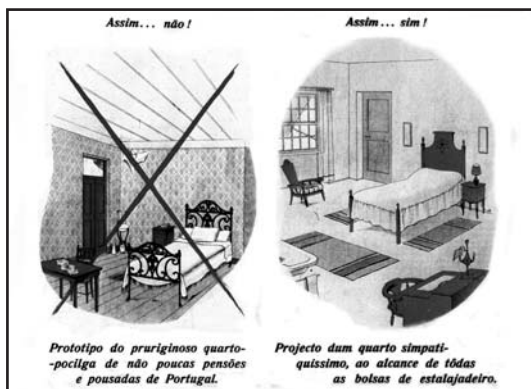 Assim... não!
Prototipo do pruriginoso quarto-
-pocilga de não poucas pensões
e pousadas de Portugal.
Assim... sim!
Projecto dum quarto simpati-
quissimo, ao alcance de tôdas
as bolsas de estalajadeiro.